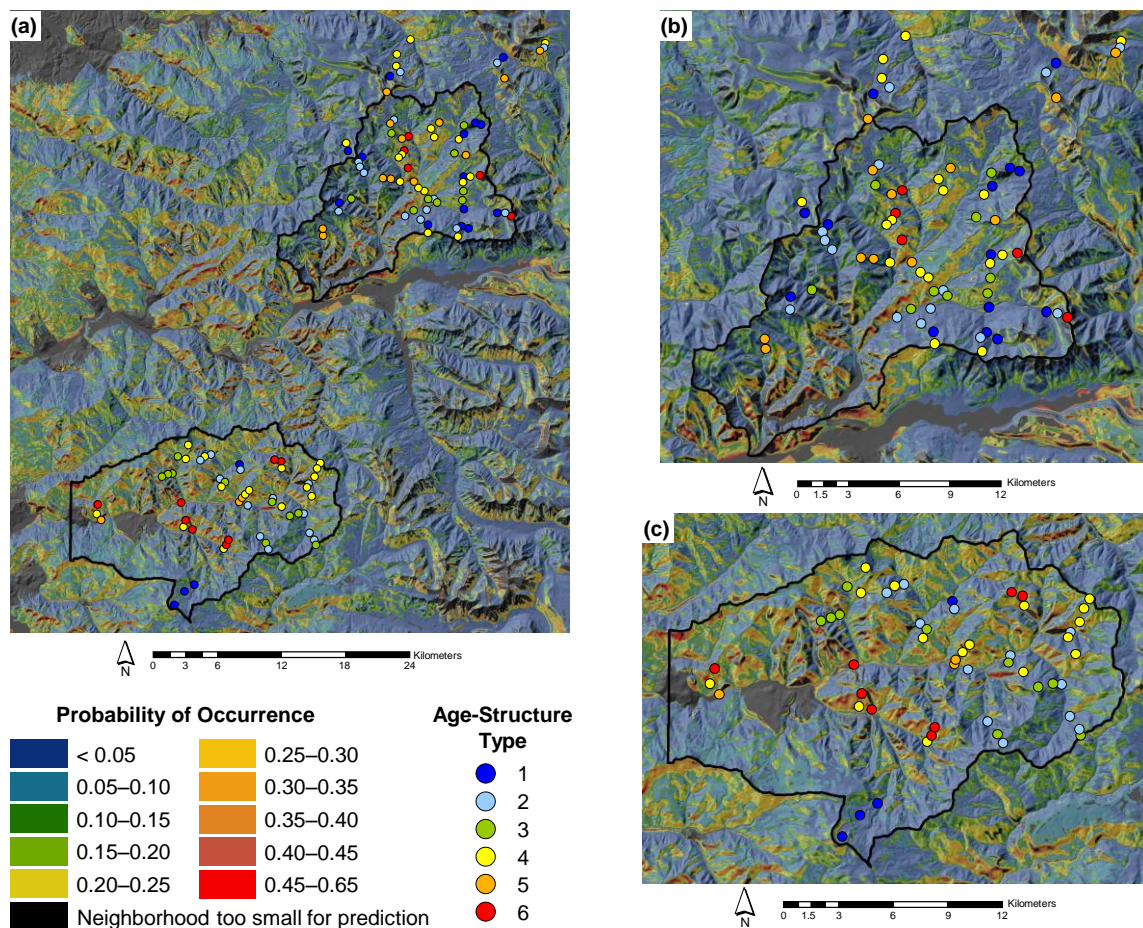 (a)
N
0 3 6 12 18 24
Kilometers
(b)
N
0 1.5 3 6 9 12
Kilometers
(c)
N
0 1.5 3 6 9 12
Kilometers
Probability of Occurrence
< 0.05
0.05–0.10
0.10–0.15
0.15–0.20
0.20–0.25
0.25–0.30
0.30–0.35
0.35–0.40
0.40–0.45
0.45–0.65
Neighborhood too small for prediction
Age-Structure
Type
1
2
3
4
5
6